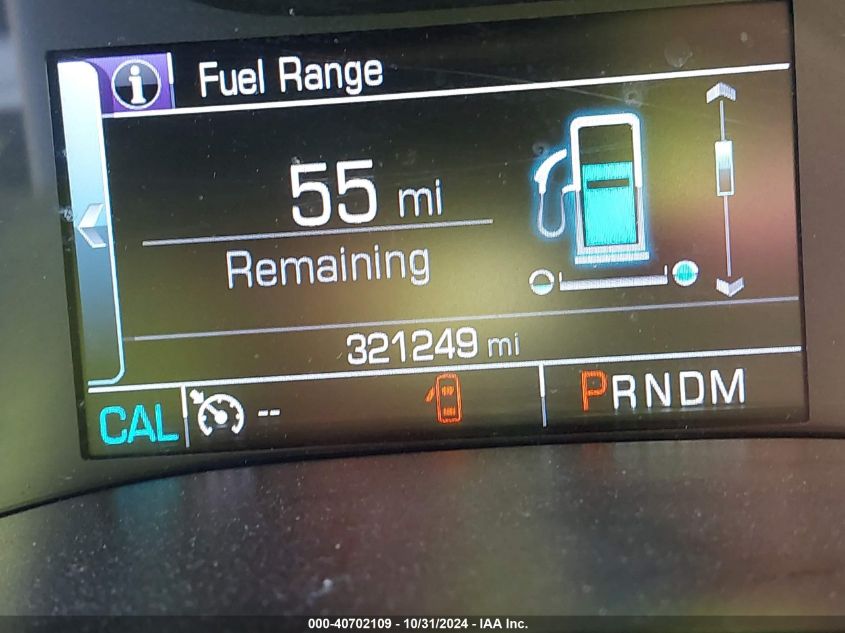 Fuel Range
55 mi
Remaining
321249 mi
CAL -- PRNDM
000-40702109 - 10/31/2024 - IAA Inc.